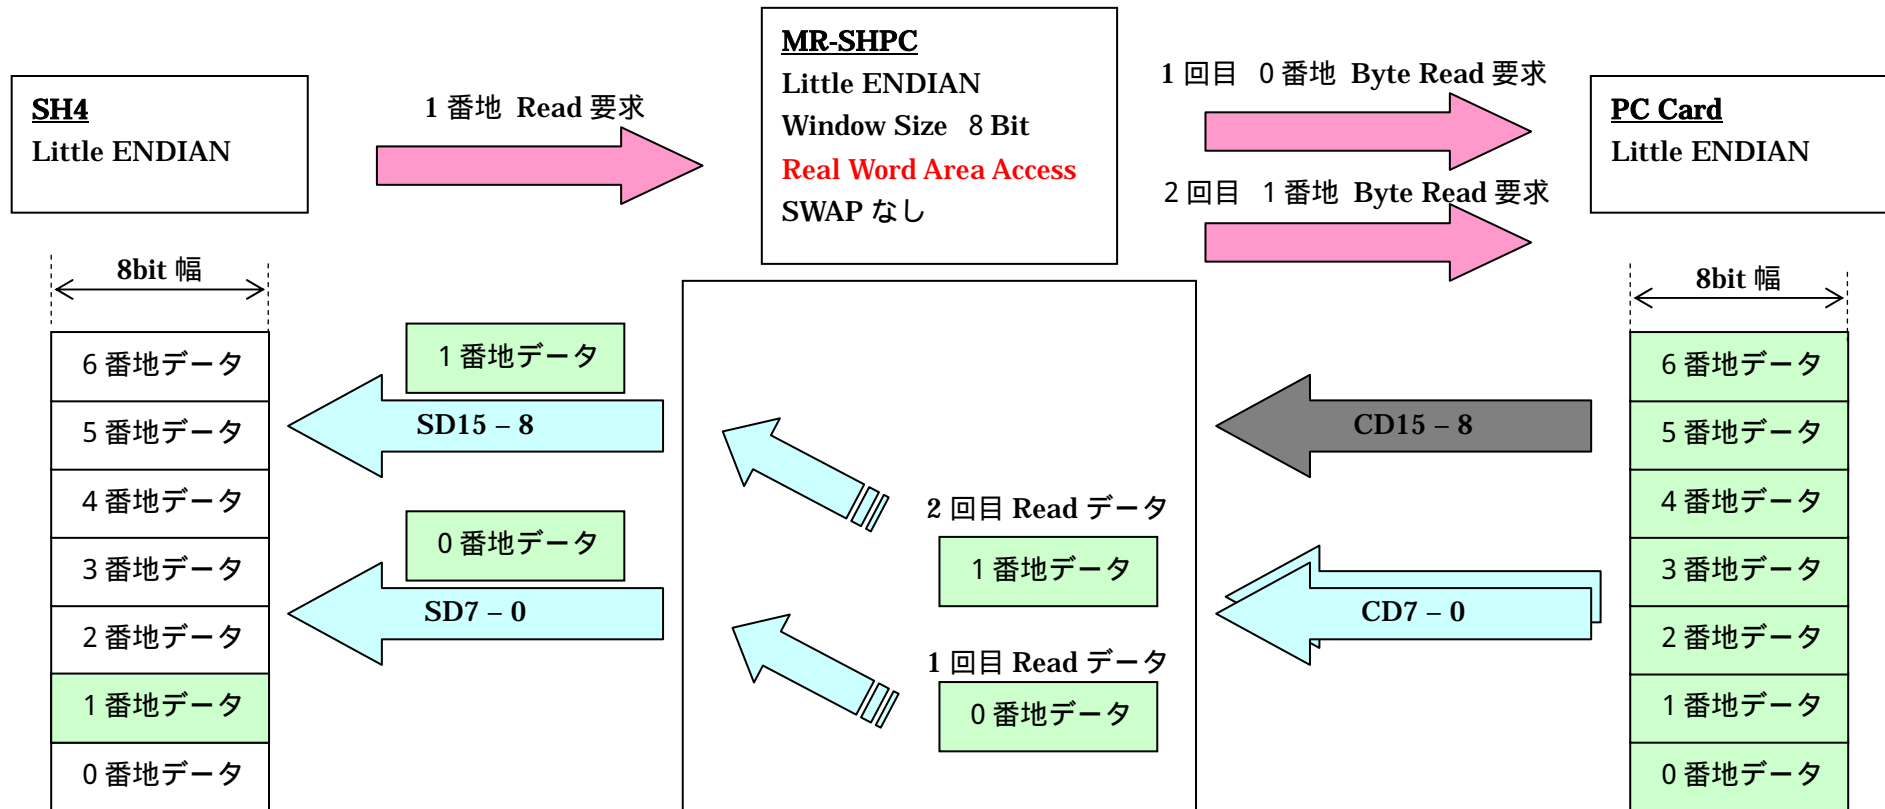 SH4
Little ENDIAN
1 番地 Read 要求
MR-SHPC
Little ENDIAN
Window Size 8 Bit
Real Word Area Access
SWAP なし
1 回目 0 番地 Byte Read 要求
2 回目 1 番地 Byte Read 要求
PC Card
Little ENDIAN
8bit 幅
6 番地データ
5 番地データ
4 番地データ
3 番地データ
2 番地データ
1 番地データ
0 番地データ
1 番地データ
SD15 – 8
0 番地データ
SD7 – 0
2 回目 Read データ
1 番地データ
1 回目 Read データ
0 番地データ
CD15 – 8
CD7 – 0
8bit 幅
6 番地データ
5 番地データ
4 番地データ
3 番地データ
2 番地データ
1 番地データ
0 番地データ